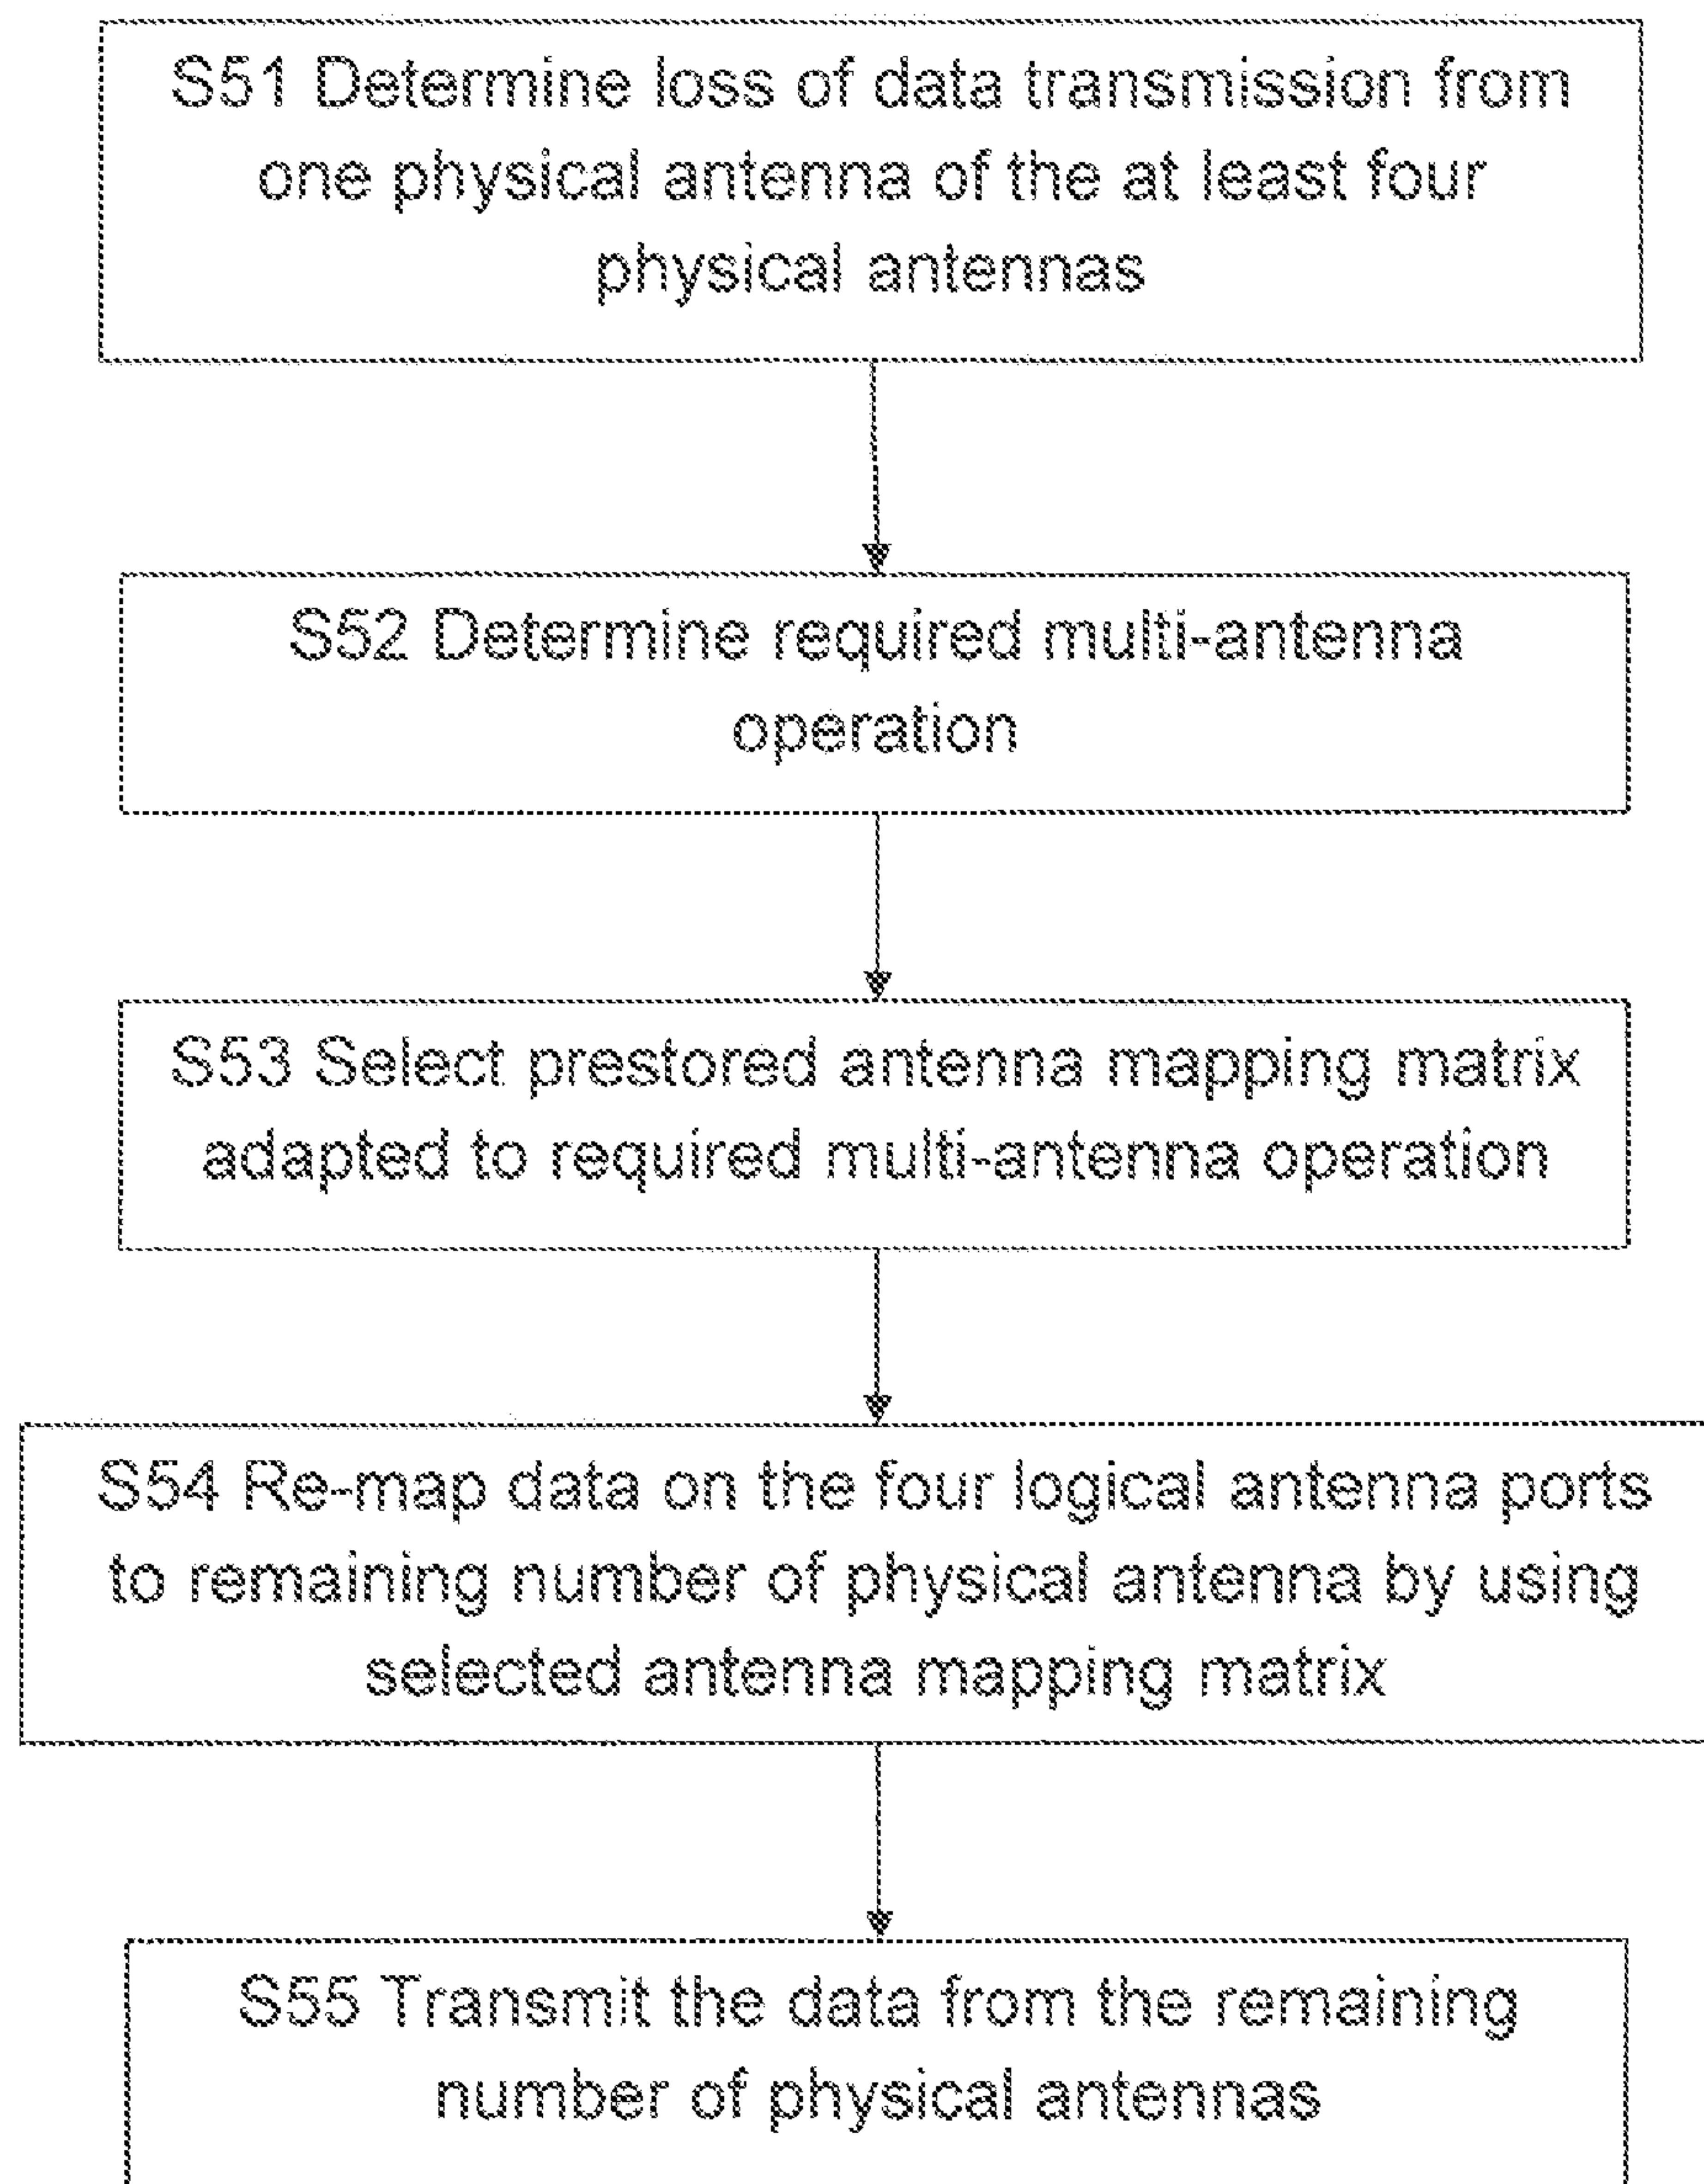 S51 Determine loss of data transmission from
one physical antenna of the at least four
physical antennas
S52 Determine required multi-antenna
operation
S53 Select prestored antenna mapping matrix
adapted to required multi-antenna operation
S54 Re-map data on the four logical antenna ports
to remaining number of physical antenna by using
selected antenna mapping matrix
S55 Transmit the data from the remaining
number of physical antennas